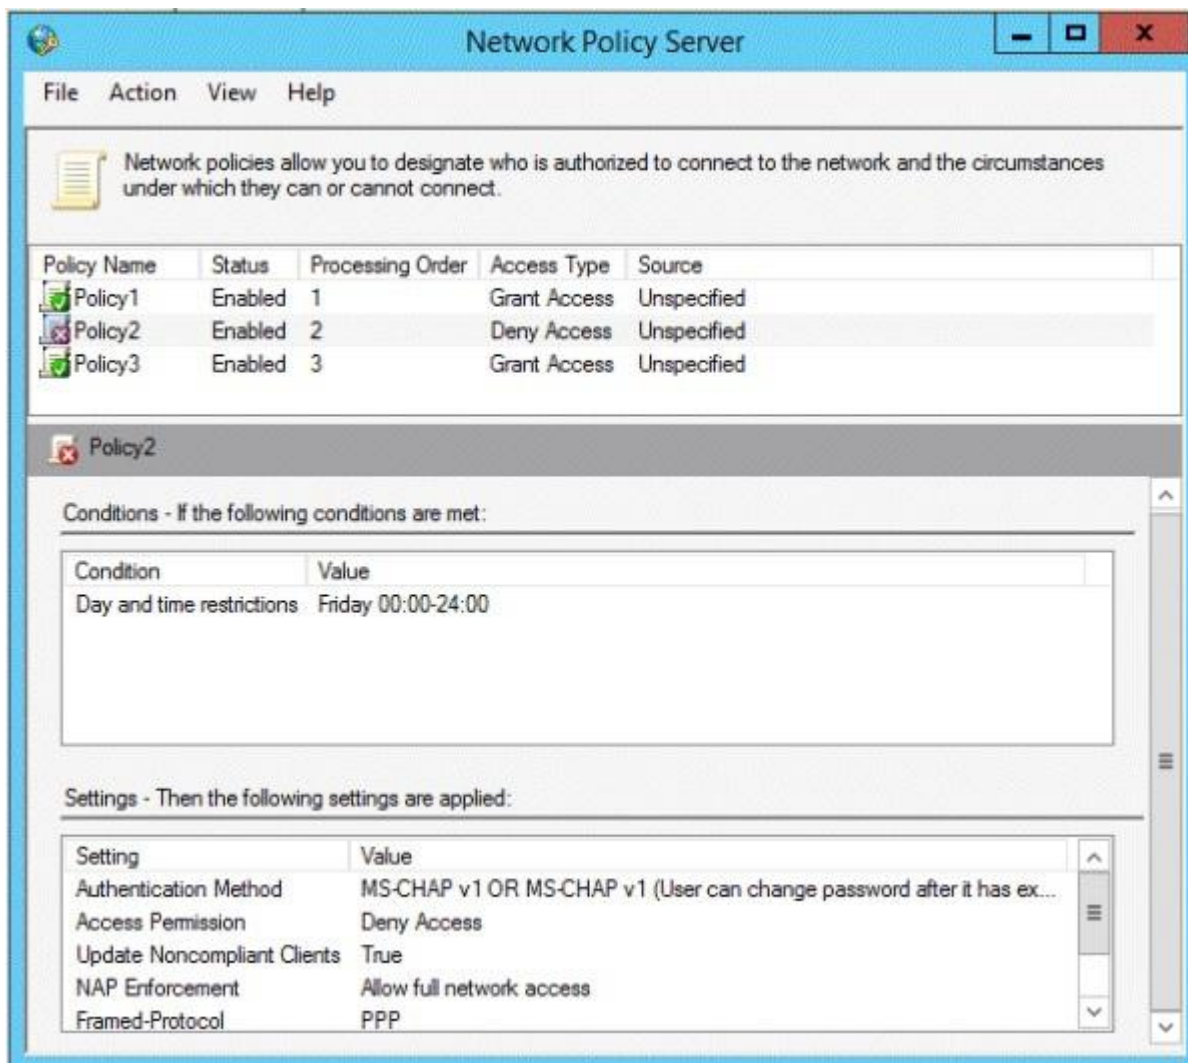 Network Policy Server
File Action View Help
Network policies allow you to designate who is authorized to connect to the network and the circumstances
under which they can or cannot connect.
Policy Name Status Processing Order Access Type Source
Policy1 Enabled 1 Grant Access Unspecified
Policy2 Enabled 2 Deny Access Unspecified
Policy3 Enabled 3 Grant Access Unspecified
Policy2
Conditions - If the following conditions are met:
Condition Value
Day and time restrictions Friday 00:00-24:00
Settings - Then the following settings are applied:
Setting Value
Authentication Method MS-CHAP v1 OR MS-CHAP v1 (User can change password after it has ex...
Access Permission Deny Access
Update Noncompliant Clients True
NAP Enforcement Allow full network access
Framed-Protocol PPP